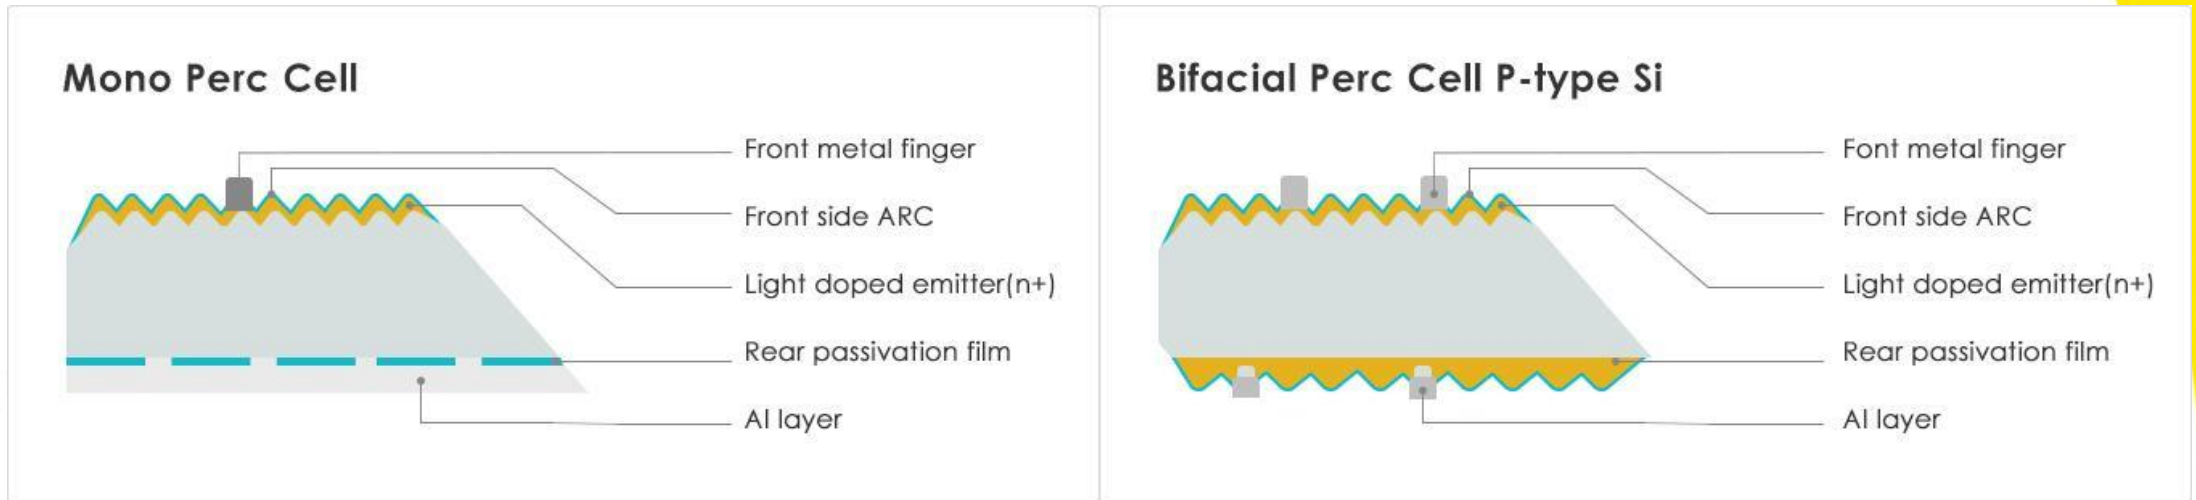 Mono Perc Cell
Front metal finger
Front side ARC
Light doped emitter(n+)
Rear passivation film
Al layer
Bifacial Perc Cell P-type Si
Font metal finger
Front side ARC
Light doped emitter(n+)
Rear passivation film
Al layer